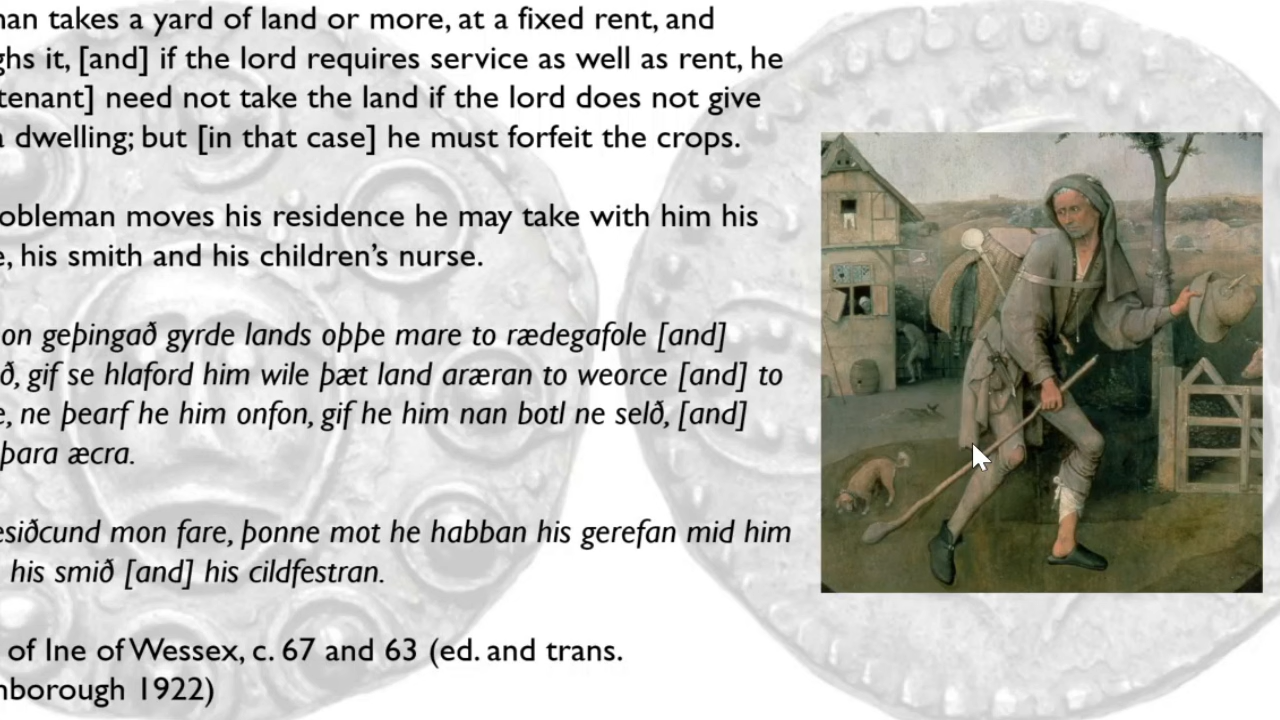 nan takes a yard of land or more, at a fixed rent, and
ghs it, [and] if the lord requires service as well as rent, he
tenant] need not take the land if the lord does not give
a dwelling; but [in that case] he must forfeit the crops.
obleman moves his residence he may take with him his
e, his smith and his children’s nurse.
on geþingað gyrde lands oþþe mare to rædegafole [and]
ð, gif se hlaford him wile þæt land aræran to weorce [and] to
e, ne þearf he him onfon, gif he him nan botl ne selð, [and]
þara æcra.
esiðcund mon fare, þonne mot he habban his gerefan mid him
his smið [and] his cildfestran.
of Ine of Wessex, c. 67 and 63 (ed. and trans.
nborough 1922)